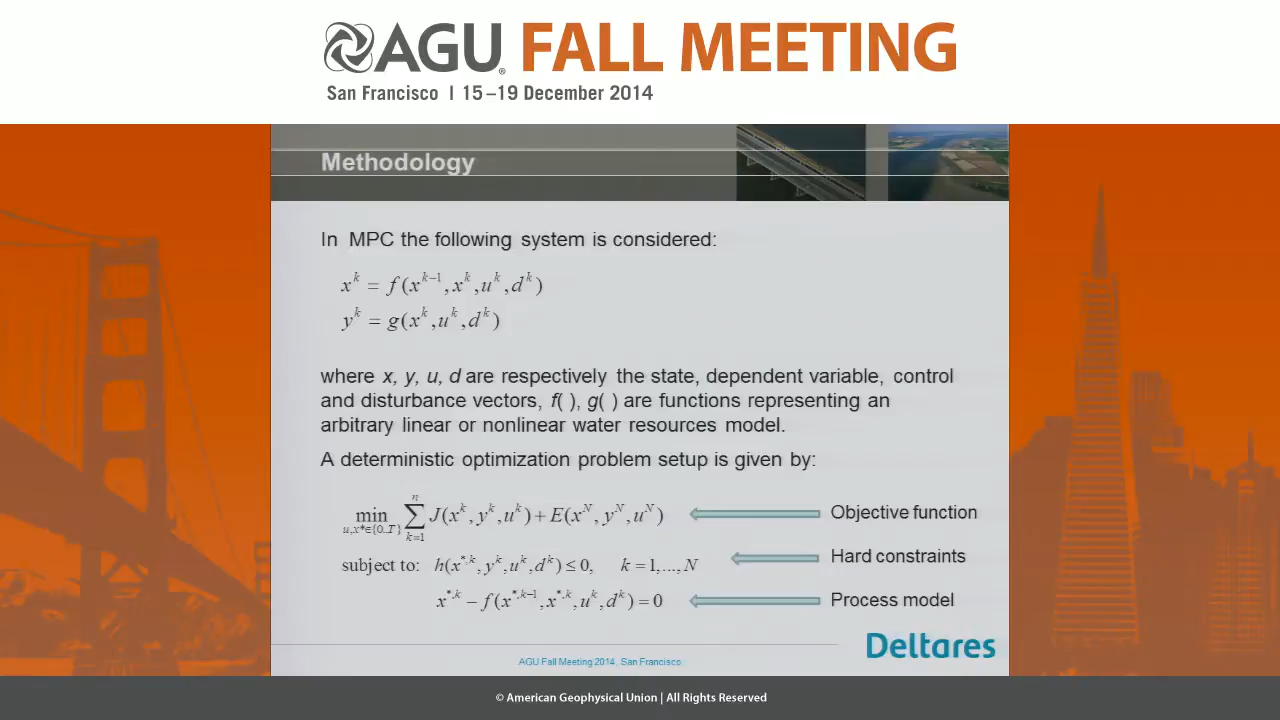 AGU FALL MEETING
San Francisco | 15–19 December 2014
Methodology
In MPC the following system is considered:
x^k = f(x^{k-1}, x^k, u^k, d^k)
y^k = g(x^k, u^k, d^k)
where x, y, u, d are respectively the state, dependent variable, control
and disturbance vectors, f( ), g( ) are functions representing an
arbitrary linear or nonlinear water resources model.
A deterministic optimization problem setup is given by:
min_{u,x*∈{0..T}} ∑_{k=1}^{n} J(x^k, y^k, u^k) + E(x^N, y^N, u^N) Objective function
subject to: h(x^{*,k}, y^k, u^k, d^k) ≤ 0, k = 1,..., N Hard constraints
x^{*,k} − f(x^{*,k−1}, x^{*,k}, u^k, d^k) = 0 Process model
Deltares
AGU Fall Meeting 2014, San Francisco
© American Geophysical Union | All Rights Reserved